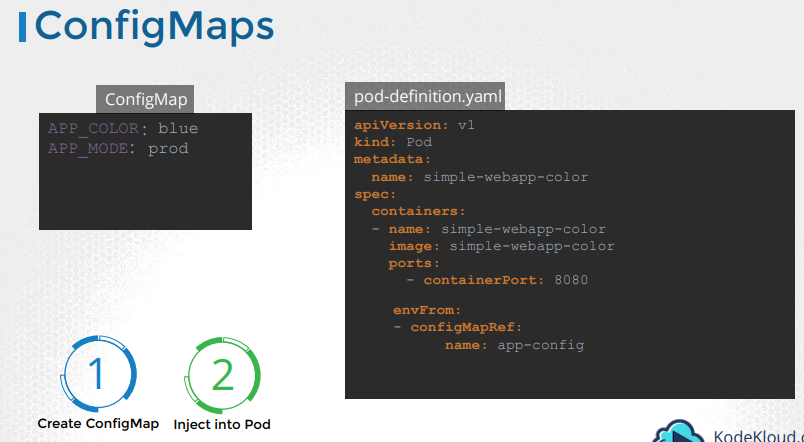 ConfigMaps
ConfigMap
APP_COLOR: blue
APP_MODE: prod
pod-definition.yaml
apiVersion: v1
kind: Pod
metadata:
  name: simple-webapp-color
spec:
  containers:
  - name: simple-webapp-color
    image: simple-webapp-color
    ports:
      - containerPort: 8080
    envFrom:
    - configMapRef:
          name: app-config
1
Create ConfigMap
2
Inject into Pod
KodeKloud.c